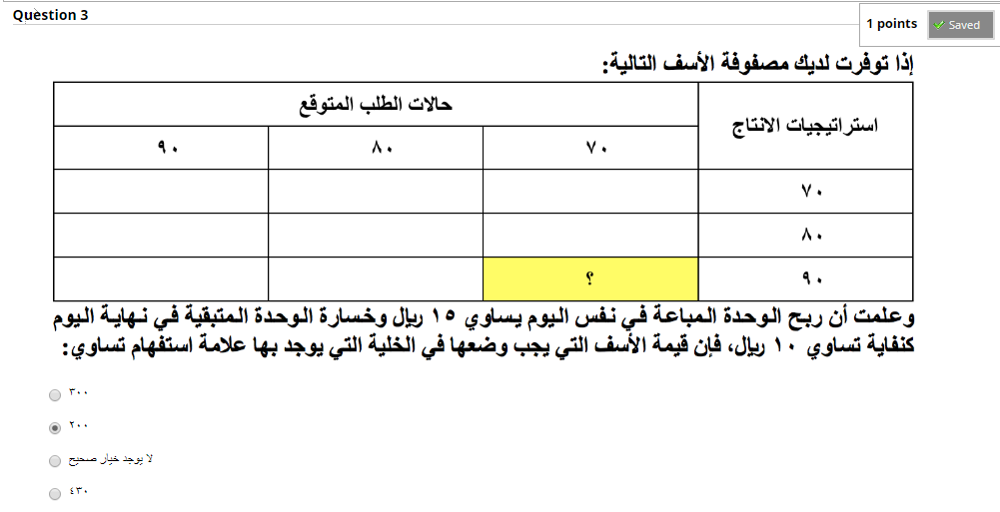 Question 3
1 points
Saved
إذا توفرت لديك مصفوفة الأسف التالية:
استراتيجيات الانتاج
حالات الطلب المتوقع
٧٠ ٨٠ ٩٠
٧٠
٨٠
٩٠ ؟
وعلمت أن ربح الوحدة المباعة في نفس اليوم يساوي ١٥ ريال وخسارة الوحدة المتبقية في نهاية اليوم
كنفاية تساوي ١٠ ريال، فإن قيمة الأسف التي يجب وضعها في الخلية التي يوجد بها علامة استفهام تساوي:
٣٠٠
٢٠٠
لا يوجد خيار صحيح
٤٣٠